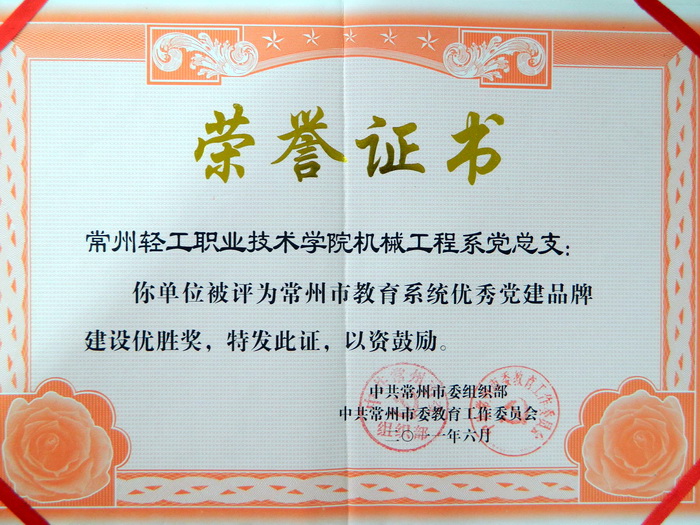 荣誉证书
常州轻工职业技术学院机械工程系党总支：
你单位被评为常州市教育系统优秀党建品牌
建设优胜奖，特发此证，以资鼓励。
中共常州市委组织部
中共常州市委教育工作委员会
二〇一一年六月
组织部